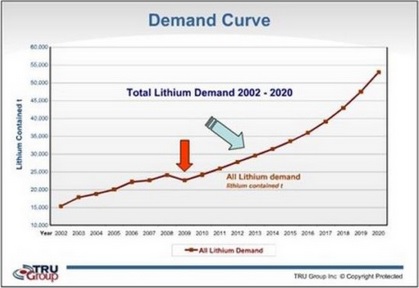 Demand Curve
60,000
55,000
50,000
45,000
40,000
35,000
30,000
25,000
20,000
15,000
10,000
Lithium Contained t
Total Lithium Demand 2002 - 2020
All Lithium demand
lithium contained t
Year 2002 2003 2004 2005 2006 2007 2008 2009 2010 2011 2012 2013 2014 2015 2016 2017 2018 2019 2020
All Lithium Demand
TRU
Group
TRU Group Inc © Copyright Protected